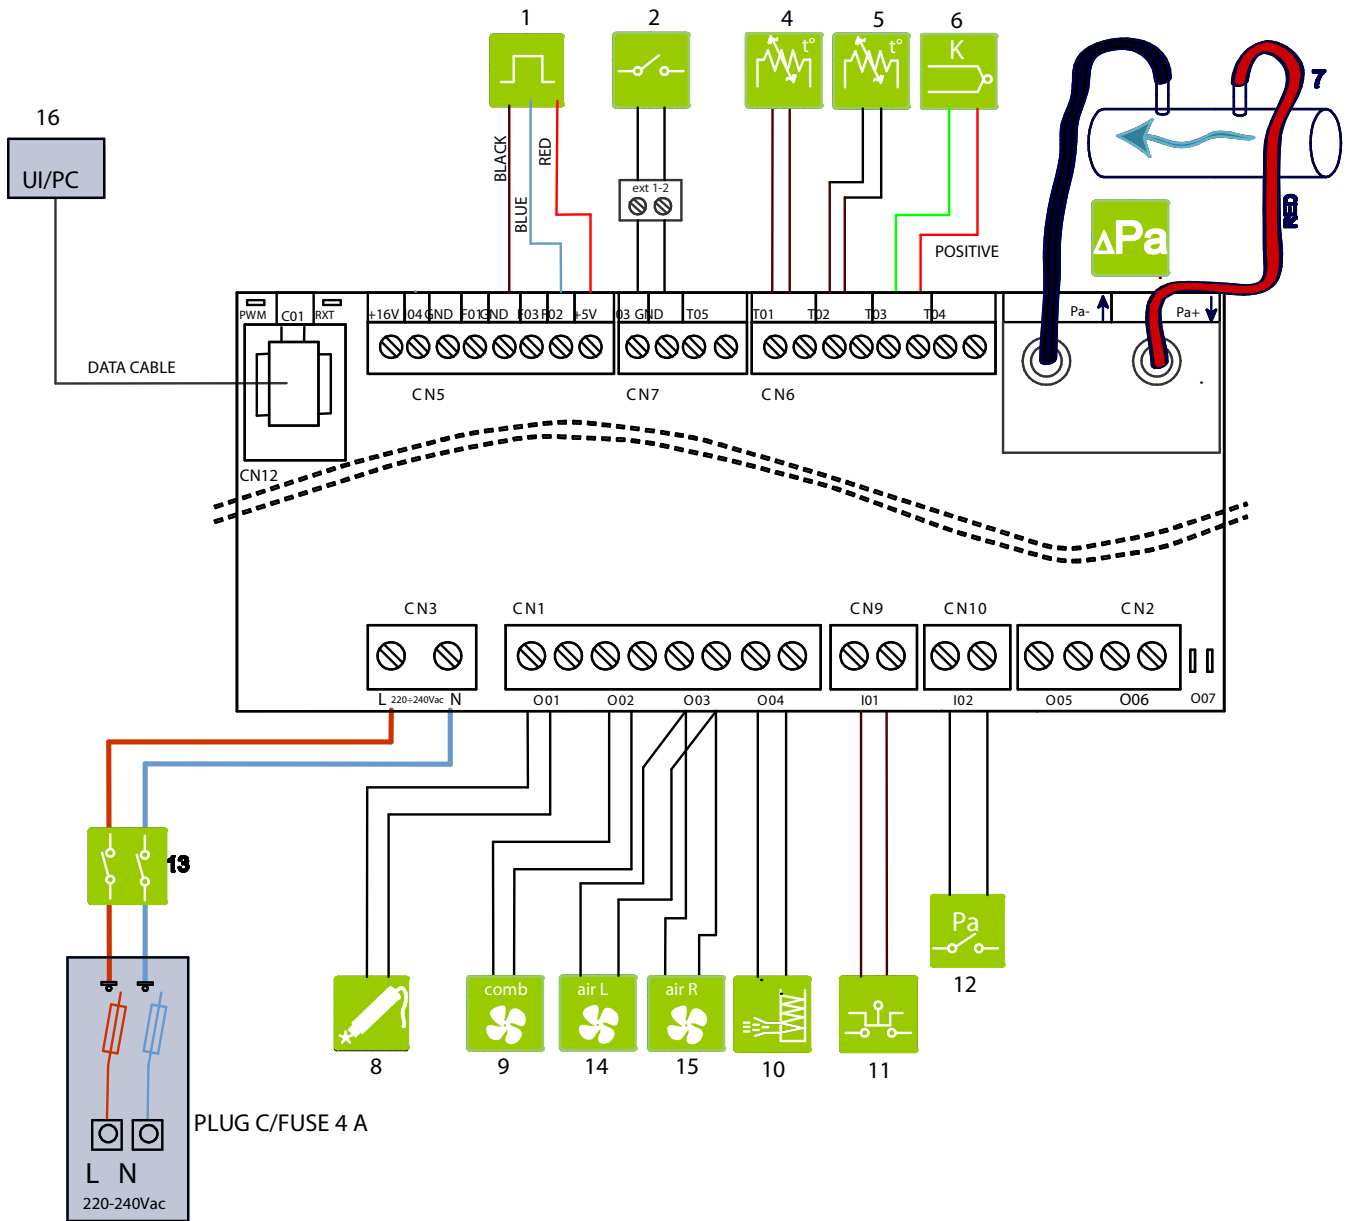 1
2
4
5
6
7
16
UI/PC
t°
t°
K
BLACK
BLUE
RED
ext 1-2
POSITIVE
RED
ΔPa
PWM
C01
RXT
+16V
I04
GND
F01
GND
F03
F02
+5V
I03
GND
T05
T01
T02
T03
T04
Pa-
Pa+
DATA CABLE
CN5
CN7
CN6
CN12
CN3
CN1
CN9
CN10
CN2
L
220÷240Vac
N
O01
O02
O03
O04
I01
I02
O05
O06
O07
13
Pa
12
comb
air L
air R
8
9
14
15
10
11
PLUG C/FUSE 4 A
L N
220-240Vac